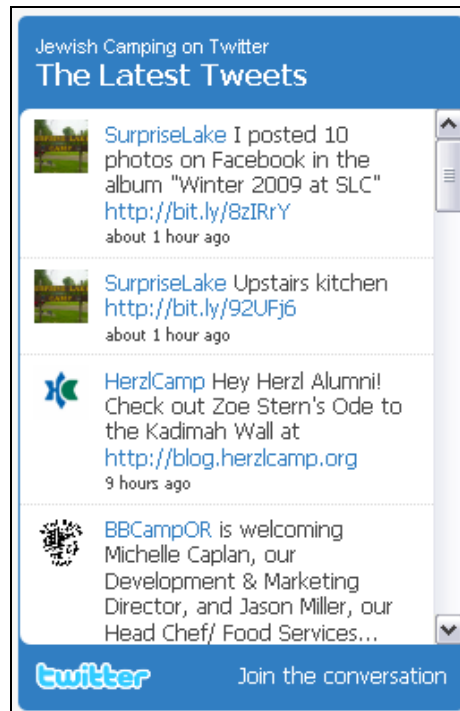 Jewish Camping on Twitter
The Latest Tweets
SurpriseLake I posted 10
photos on Facebook in the
album "Winter 2009 at SLC"
http://bit.ly/8zIRrY
about 1 hour ago
SurpriseLake Upstairs kitchen
http://bit.ly/92UFj6
about 1 hour ago
HerzlCamp Hey Herzl Alumni!
Check out Zoe Stern's Ode to
the Kadimah Wall at
http://blog.herzlcamp.org
9 hours ago
BBCampOR is welcoming
Michelle Caplan, our
Development & Marketing
Director, and Jason Miller, our
Head Chef/ Food Services...
twitter Join the conversation